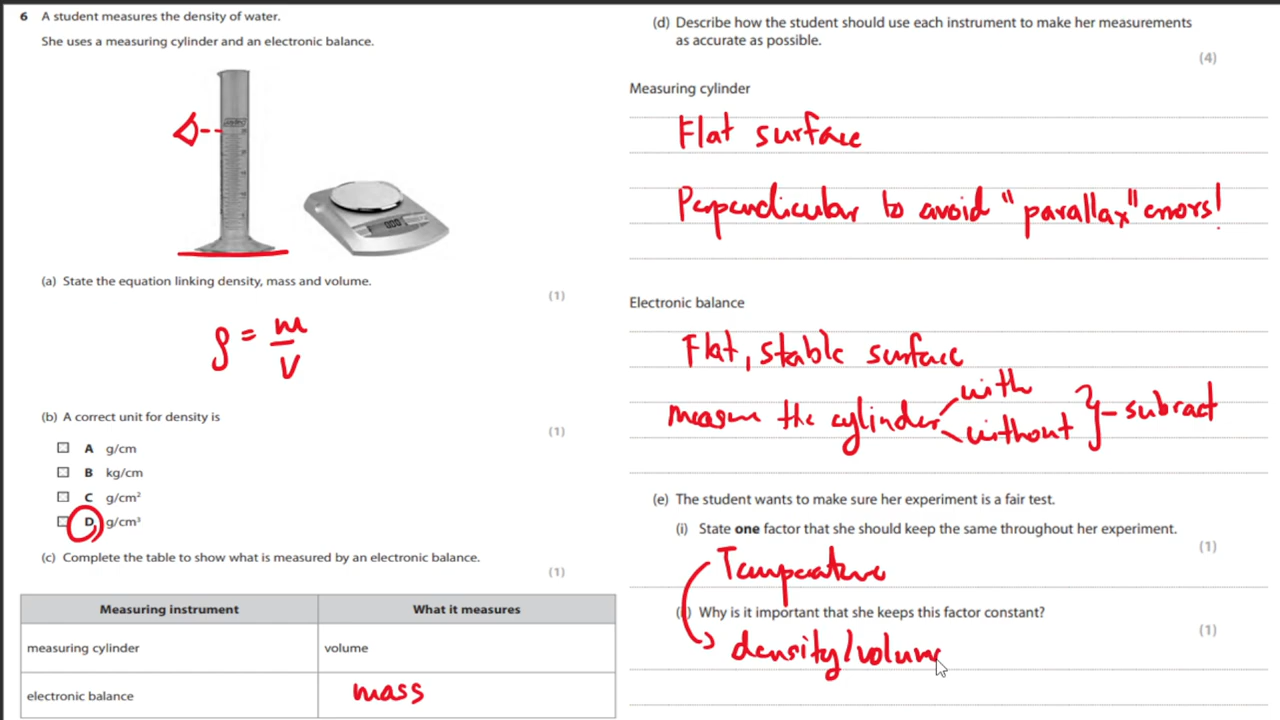 6 A student measures the density of water.
She uses a measuring cylinder and an electronic balance.
(a) State the equation linking density, mass and volume.
(1)
ρ = m
V
(b) A correct unit for density is
(1)
A g/cm
B kg/cm
C g/cm²
D g/cm³
(c) Complete the table to show what is measured by an electronic balance.
(1)
Measuring instrument What it measures
measuring cylinder volume
electronic balance mass
(d) Describe how the student should use each instrument to make her measurements
as accurate as possible.
(4)
Measuring cylinder
Flat surface
Perpendicular to avoid "parallax" errors!
Electronic balance
Flat, stable surface
with
measure the cylinder } - subract
without
(e) The student wants to make sure her experiment is a fair test.
(i) State one factor that she should keep the same throughout her experiment.
(1)
Temperature
Why is it important that she keeps this factor constant?
(1)
density/volume